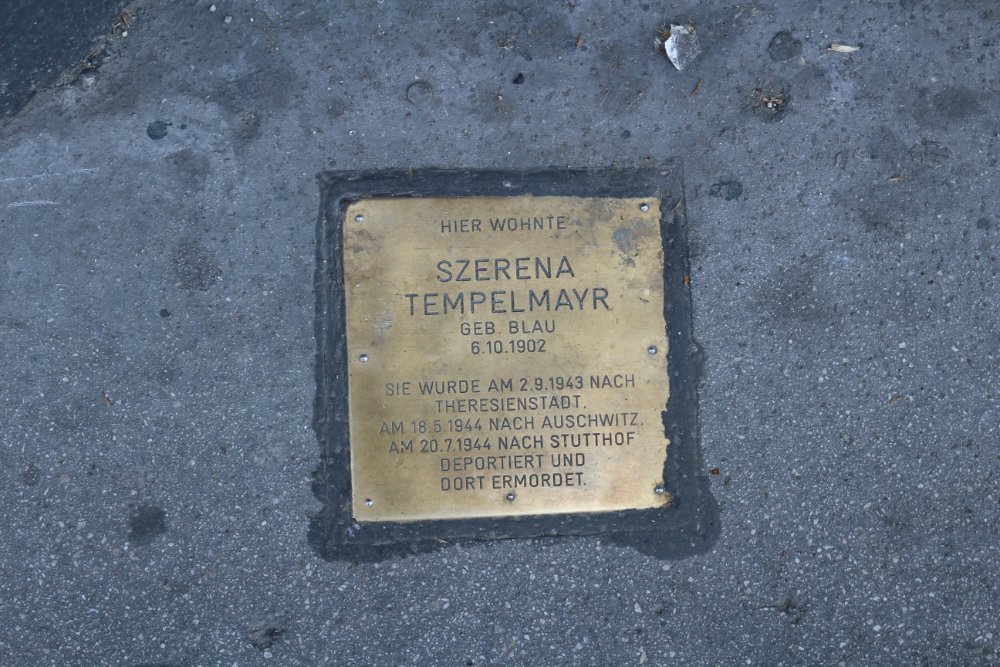 HIER WOHNTE
SZERENA
TEMPELMAYR
GEB. BLAU
6.10.1902
SIE WURDE AM 2.9.1943 NACH
THERESIENSTADT.
AM 18.5.1944 NACH AUSCHWITZ.
AM 20.7.1944 NACH STUTTHOF
DEPORTIERT UND
DORT ERMORDET.